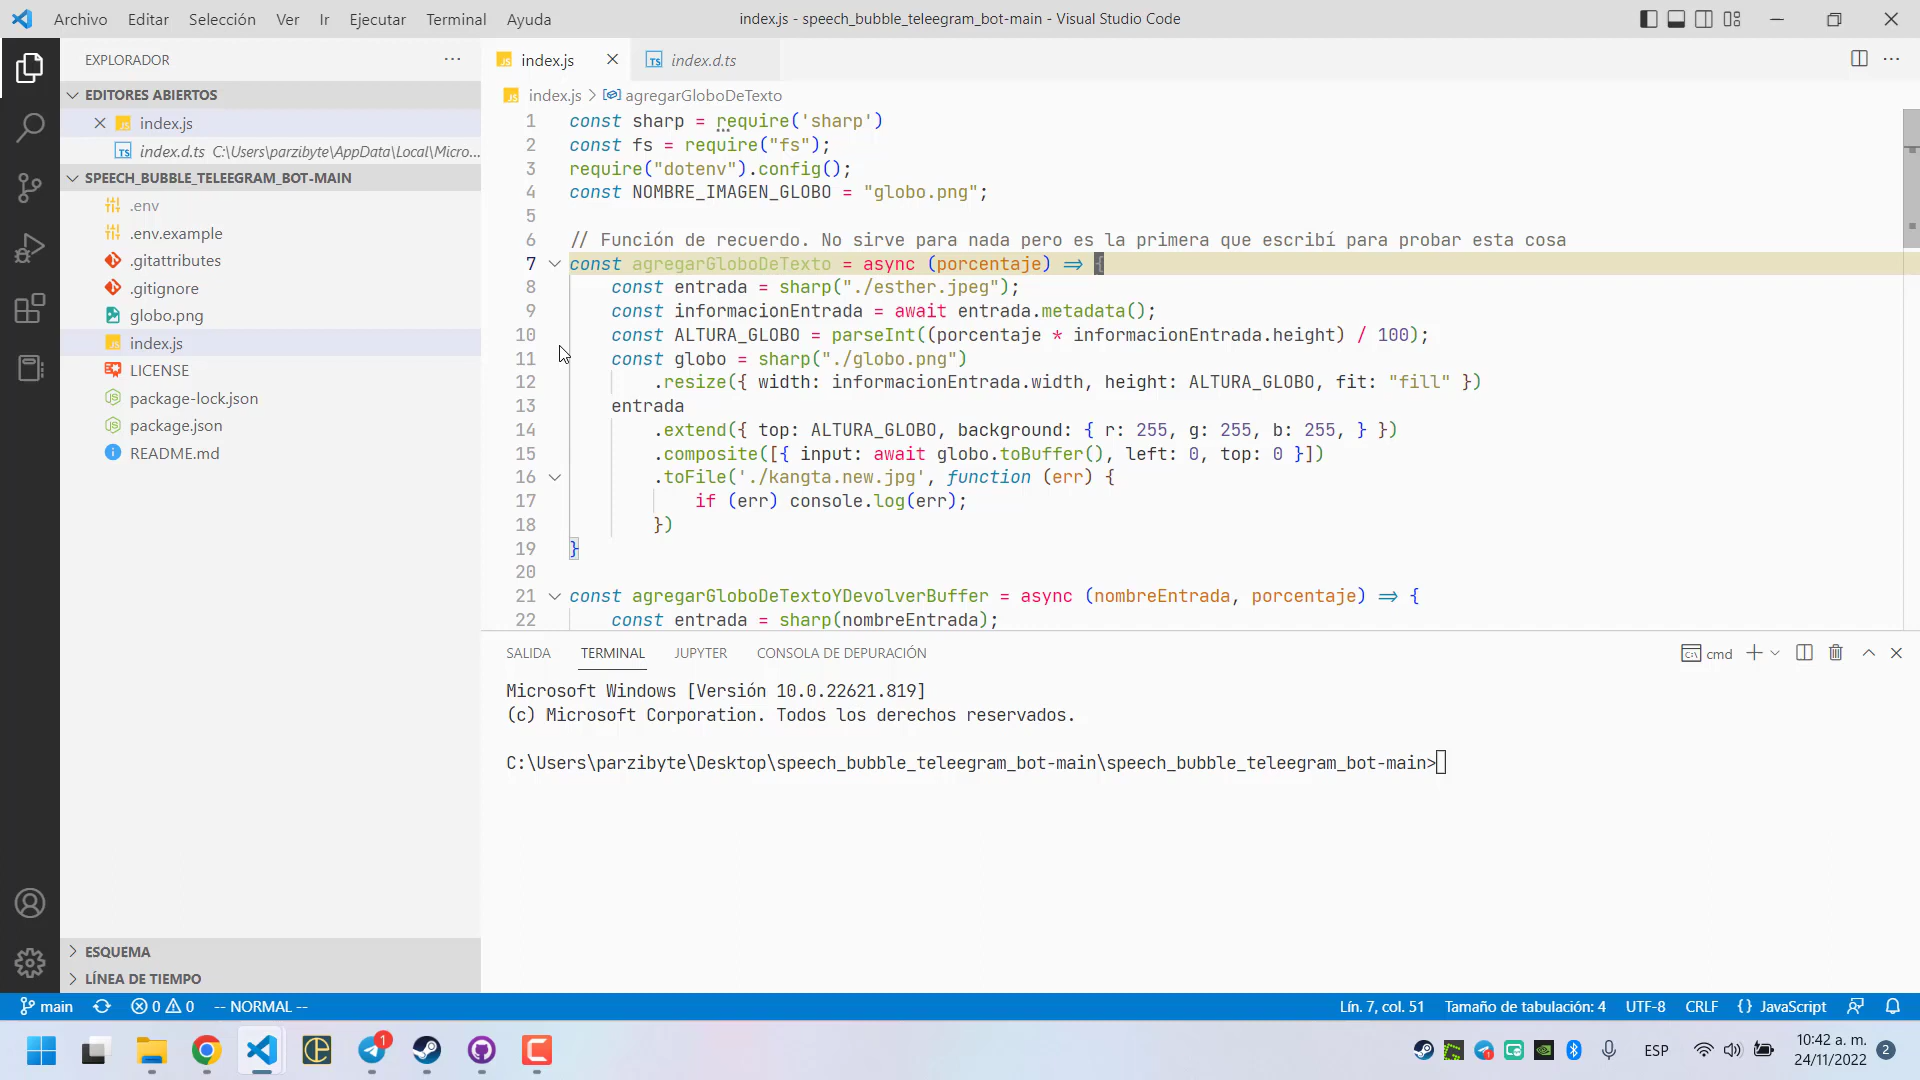 Archivo Editar Selección Ver Ir Ejecutar Terminal Ayuda
index.js - speech_bubble_teleegram_bot-main - Visual Studio Code
EXPLORADOR
EDITORES ABIERTOS
index.js
index.d.ts C:\Users\parzibyte\AppData\Local\Micro...
SPEECH_BUBBLE_TELEEGRAM_BOT-MAIN
.env
.env.example
.gitattributes
.gitignore
globo.png
index.js
LICENSE
package-lock.json
package.json
README.md
ESQUEMA
LÍNEA DE TIEMPO
index.js
index.d.ts
index.js > agregarGloboDeTexto
1 const sharp = require('sharp')
2 const fs = require("fs");
3 require("dotenv").config();
4 const NOMBRE_IMAGEN_GLOBO = "globo.png";
5
6 // Función de recuerdo. No sirve para nada pero es la primera que escribí para probar esta cosa
7 const agregarGloboDeTexto = async (porcentaje) => {
8 const entrada = sharp("./esther.jpeg");
9 const informacionEntrada = await entrada.metadata();
10 const ALTURA_GLOBO = parseInt((porcentaje * informacionEntrada.height) / 100);
11 const globo = sharp("./globo.png")
12 .resize({ width: informacionEntrada.width, height: ALTURA_GLOBO, fit: "fill" })
13 entrada
14 .extend({ top: ALTURA_GLOBO, background: { r: 255, g: 255, b: 255, } })
15 .composite([{ input: await globo.toBuffer(), left: 0, top: 0 }])
16 .toFile('./kangta.new.jpg', function (err) {
17 if (err) console.log(err);
18 })
19 }
20
21 const agregarGloboDeTextoYDevolverBuffer = async (nombreEntrada, porcentaje) => {
22 const entrada = sharp(nombreEntrada);
SALIDA TERMINAL JUPYTER CONSOLA DE DEPURACIÓN
cmd
Microsoft Windows [Versión 10.0.22621.819]
(c) Microsoft Corporation. Todos los derechos reservados.
C:\Users\parzibyte\Desktop\speech_bubble_teleegram_bot-main\speech_bubble_teleegram_bot-main>
main 0 0 -- NORMAL --
Lín. 7, col. 51 Tamaño de tabulación: 4 UTF-8 CRLF {} JavaScript
1
ESP
10:42 a. m.
24/11/2022
2